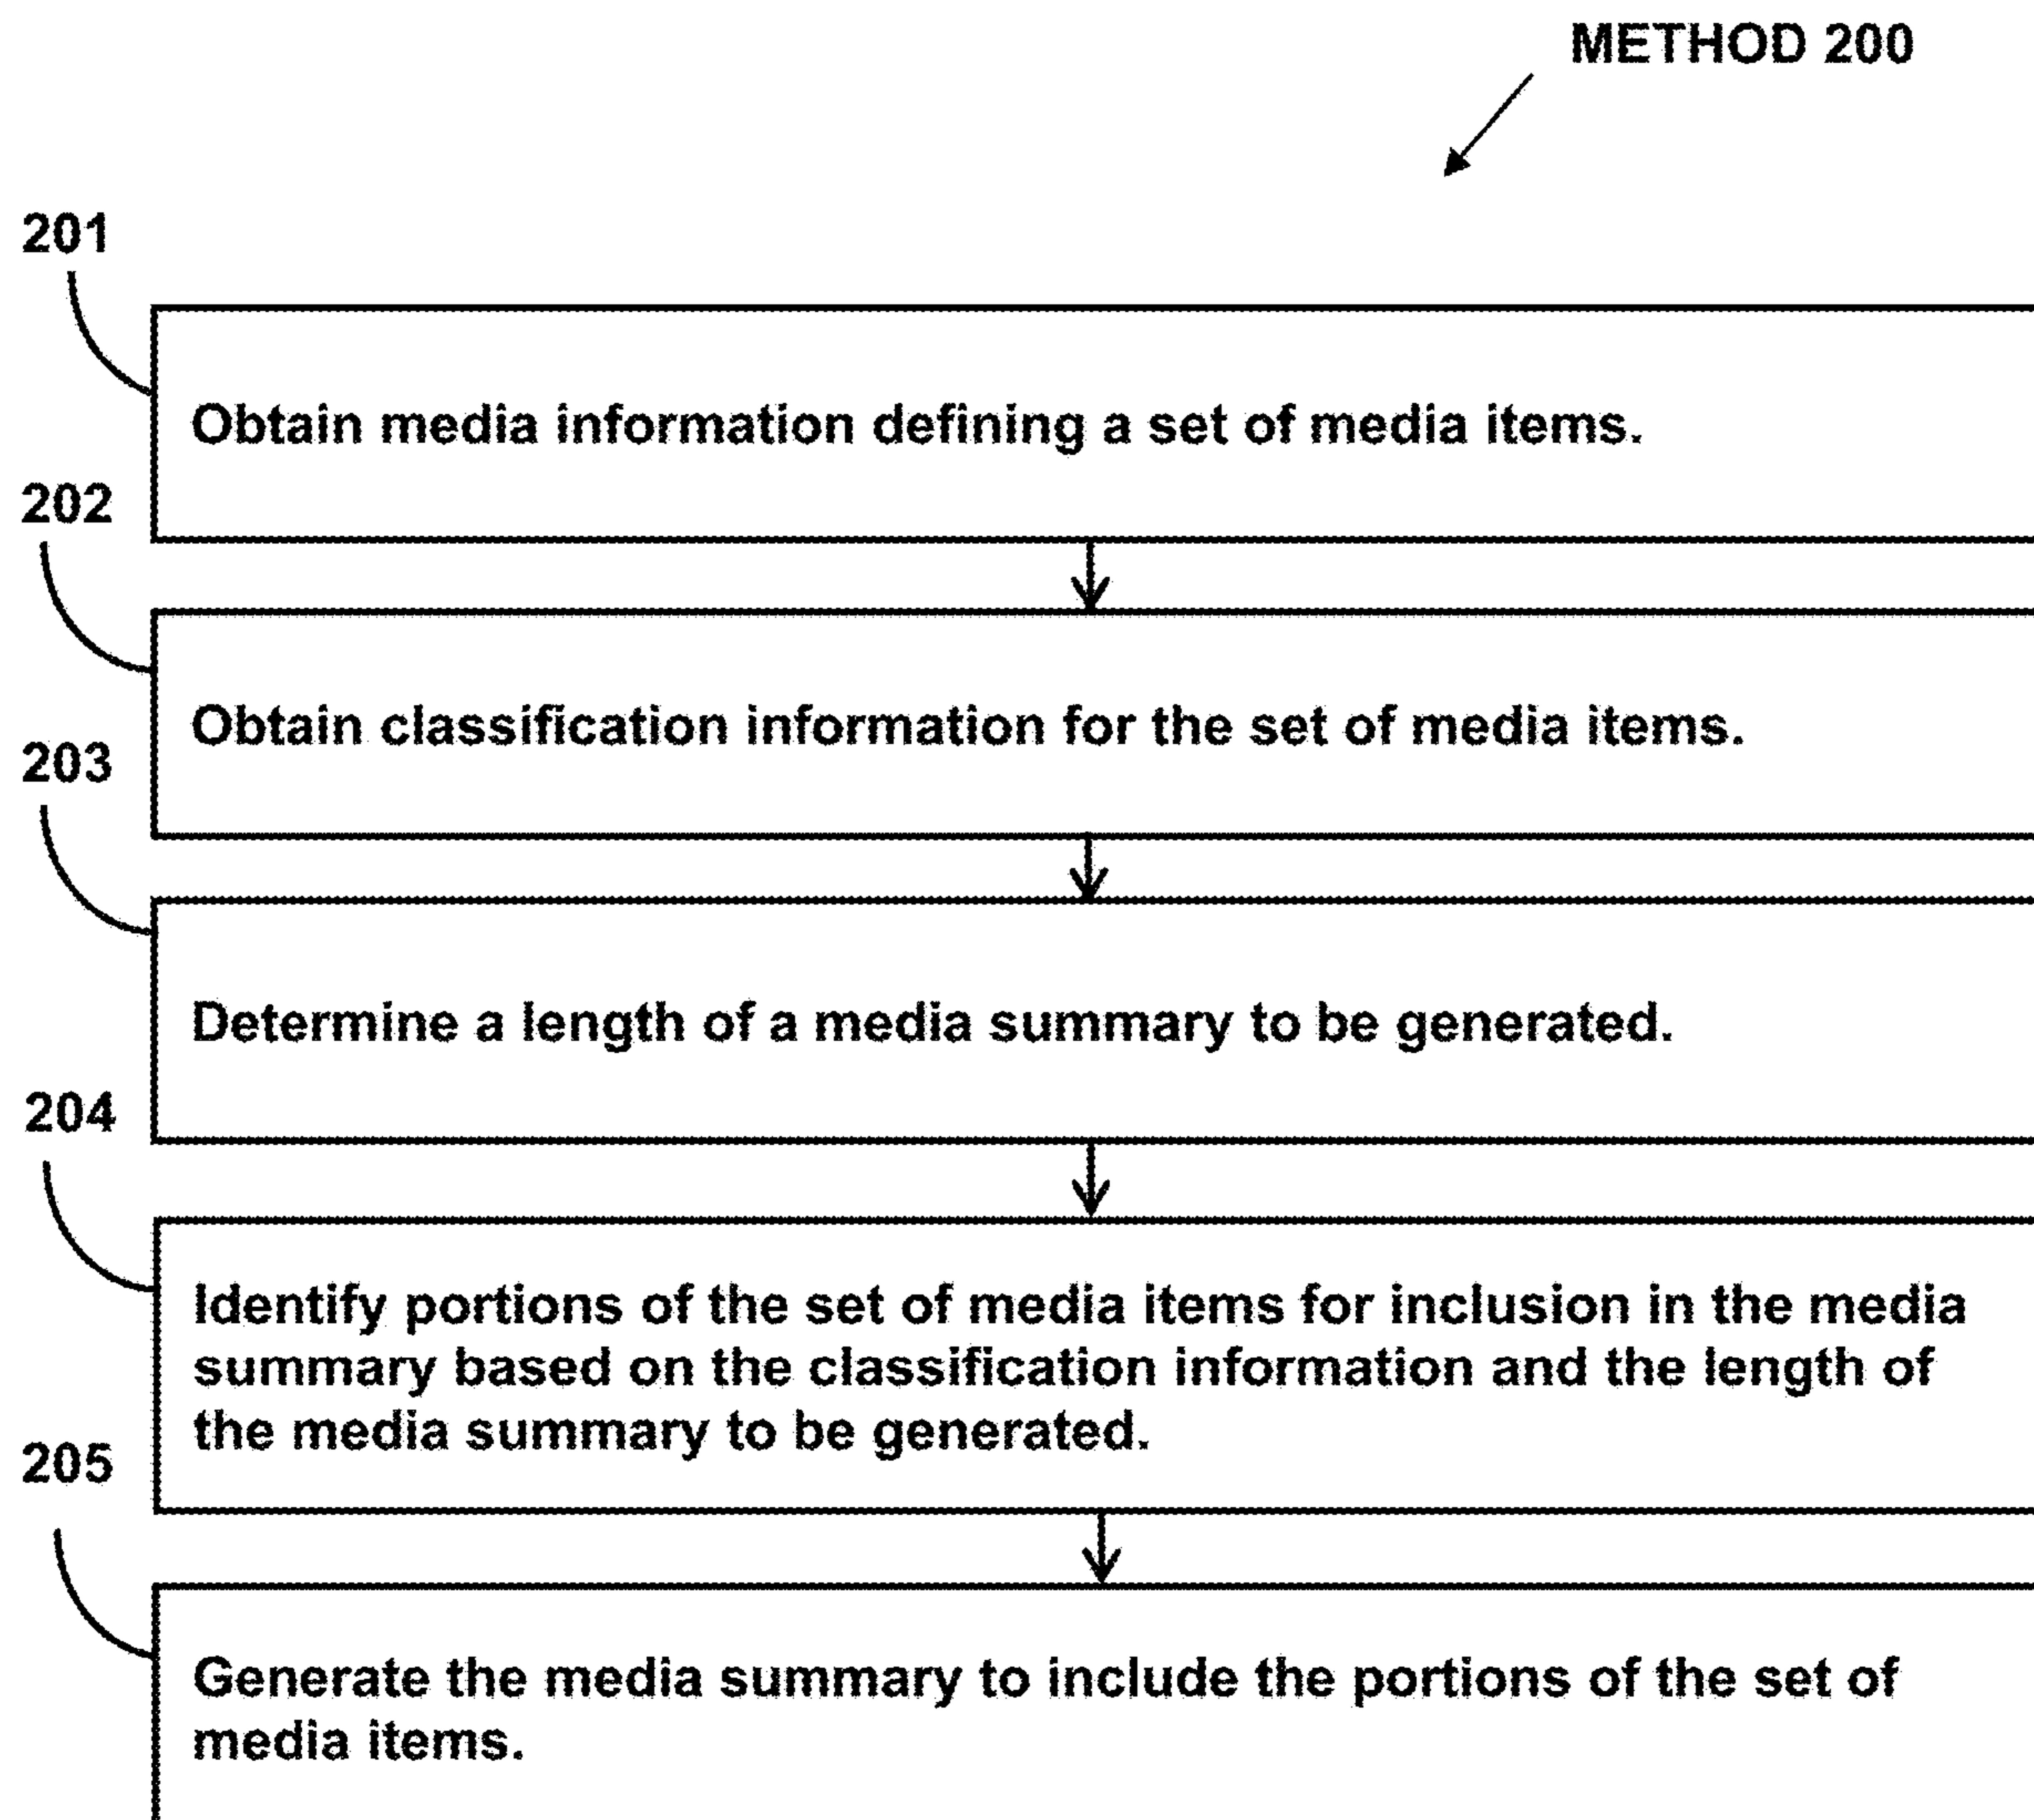 METHOD 200
201
Obtain media information defining a set of media items.
202
Obtain classification information for the set of media items.
203
Determine a length of a media summary to be generated.
204
Identify portions of the set of media items for inclusion in the media
summary based on the classification information and the length of
the media summary to be generated.
205
Generate the media summary to include the portions of the set of
media items.